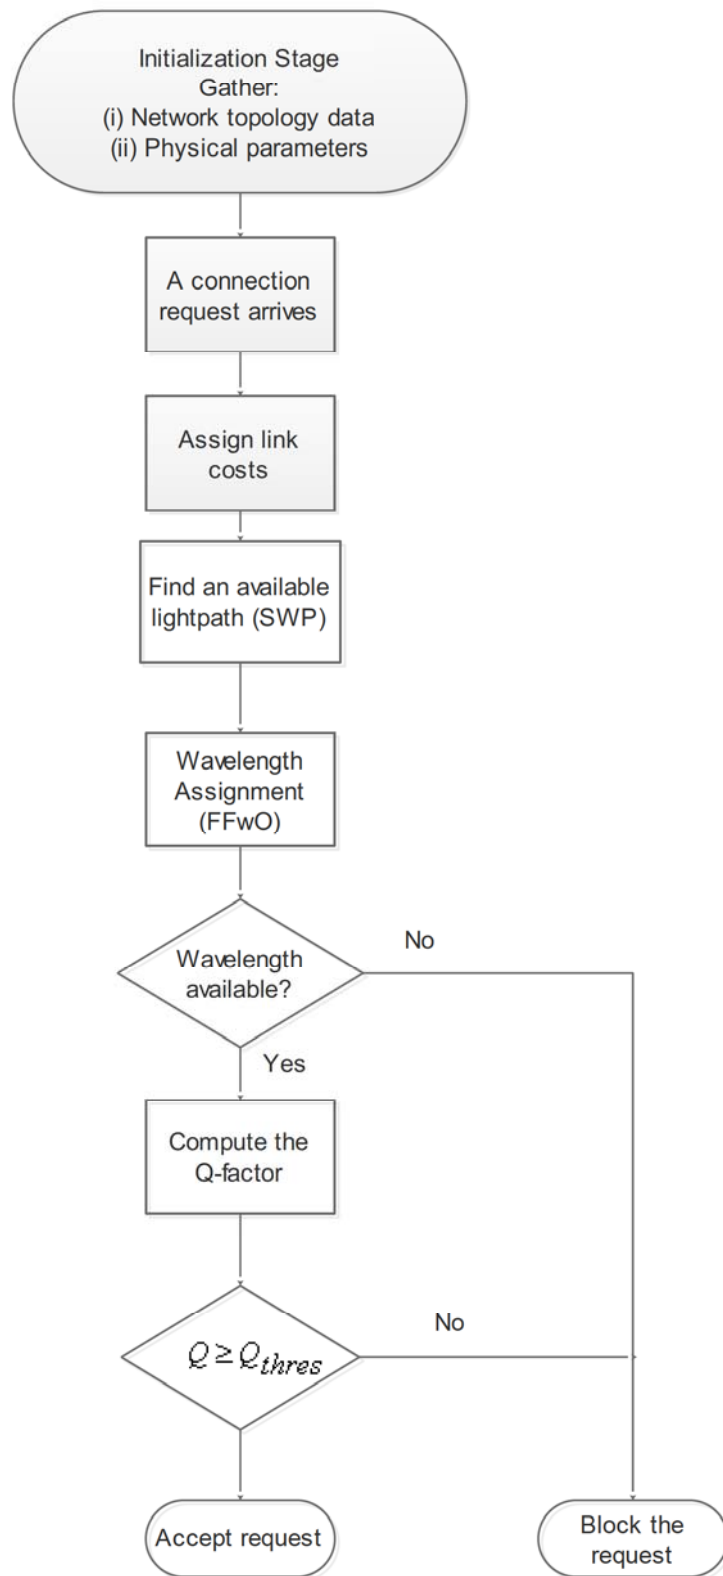 Initialization Stage
Gather:
(i) Network topology data
(ii) Physical parameters
A connection
request arrives
Assign link
costs
Find an available
lightpath (SWP)
Wavelength
Assignment
(FFwO)
Wavelength
available?
No
Yes
Compute the
Q-factor
Q ≥ Q_thres
No
Accept request
Block the
request